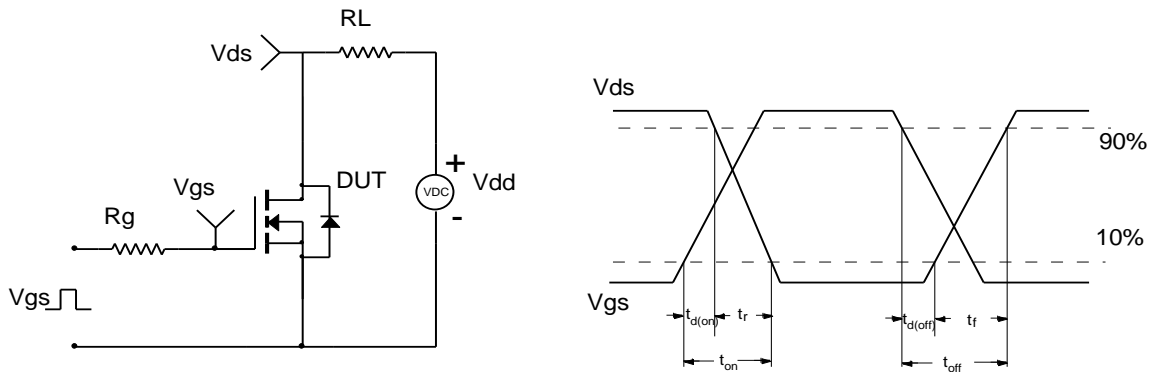 RL
Vds
+
VDC
Vdd
-
DUT
Vgs
Rg
Vgs
Vds
90%
10%
Vgs
td(on)
tr
ton
td(off)
tf
toff